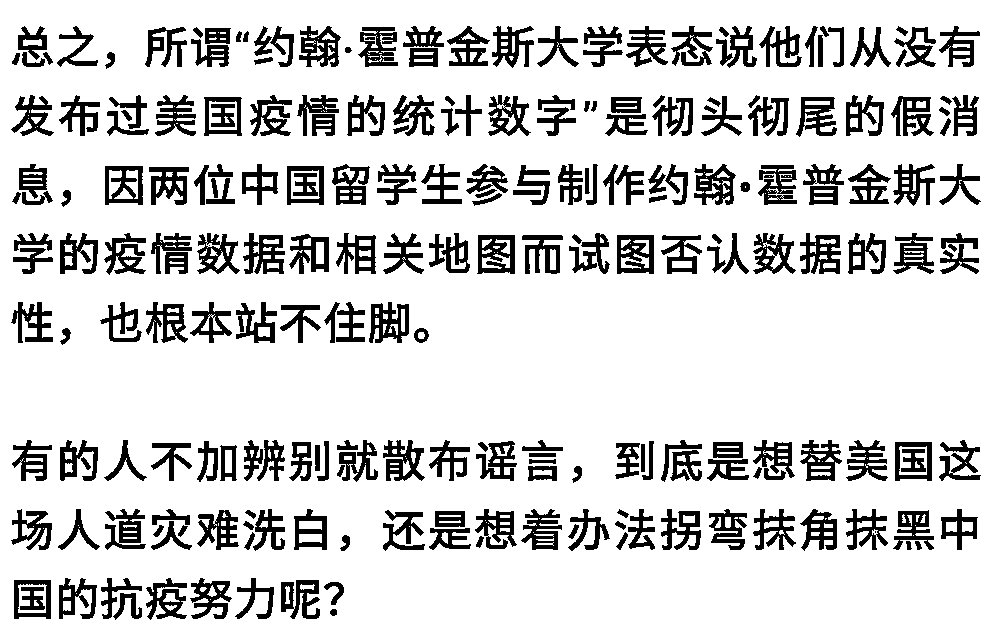 总之，所谓“约翰·霍普金斯大学表态说他们从没有
发布过美国疫情的统计数字”是彻头彻尾的假消
息，因两位中国留学生参与制作约翰·霍普金斯大
学的疫情数据和相关地图而试图否认数据的真实
性，也根本站不住脚。
有的人不加辨别就散布谣言，到底是想替美国这
场人道灾难洗白，还是想着办法拐弯抹角抹黑中
国的抗疫努力呢？